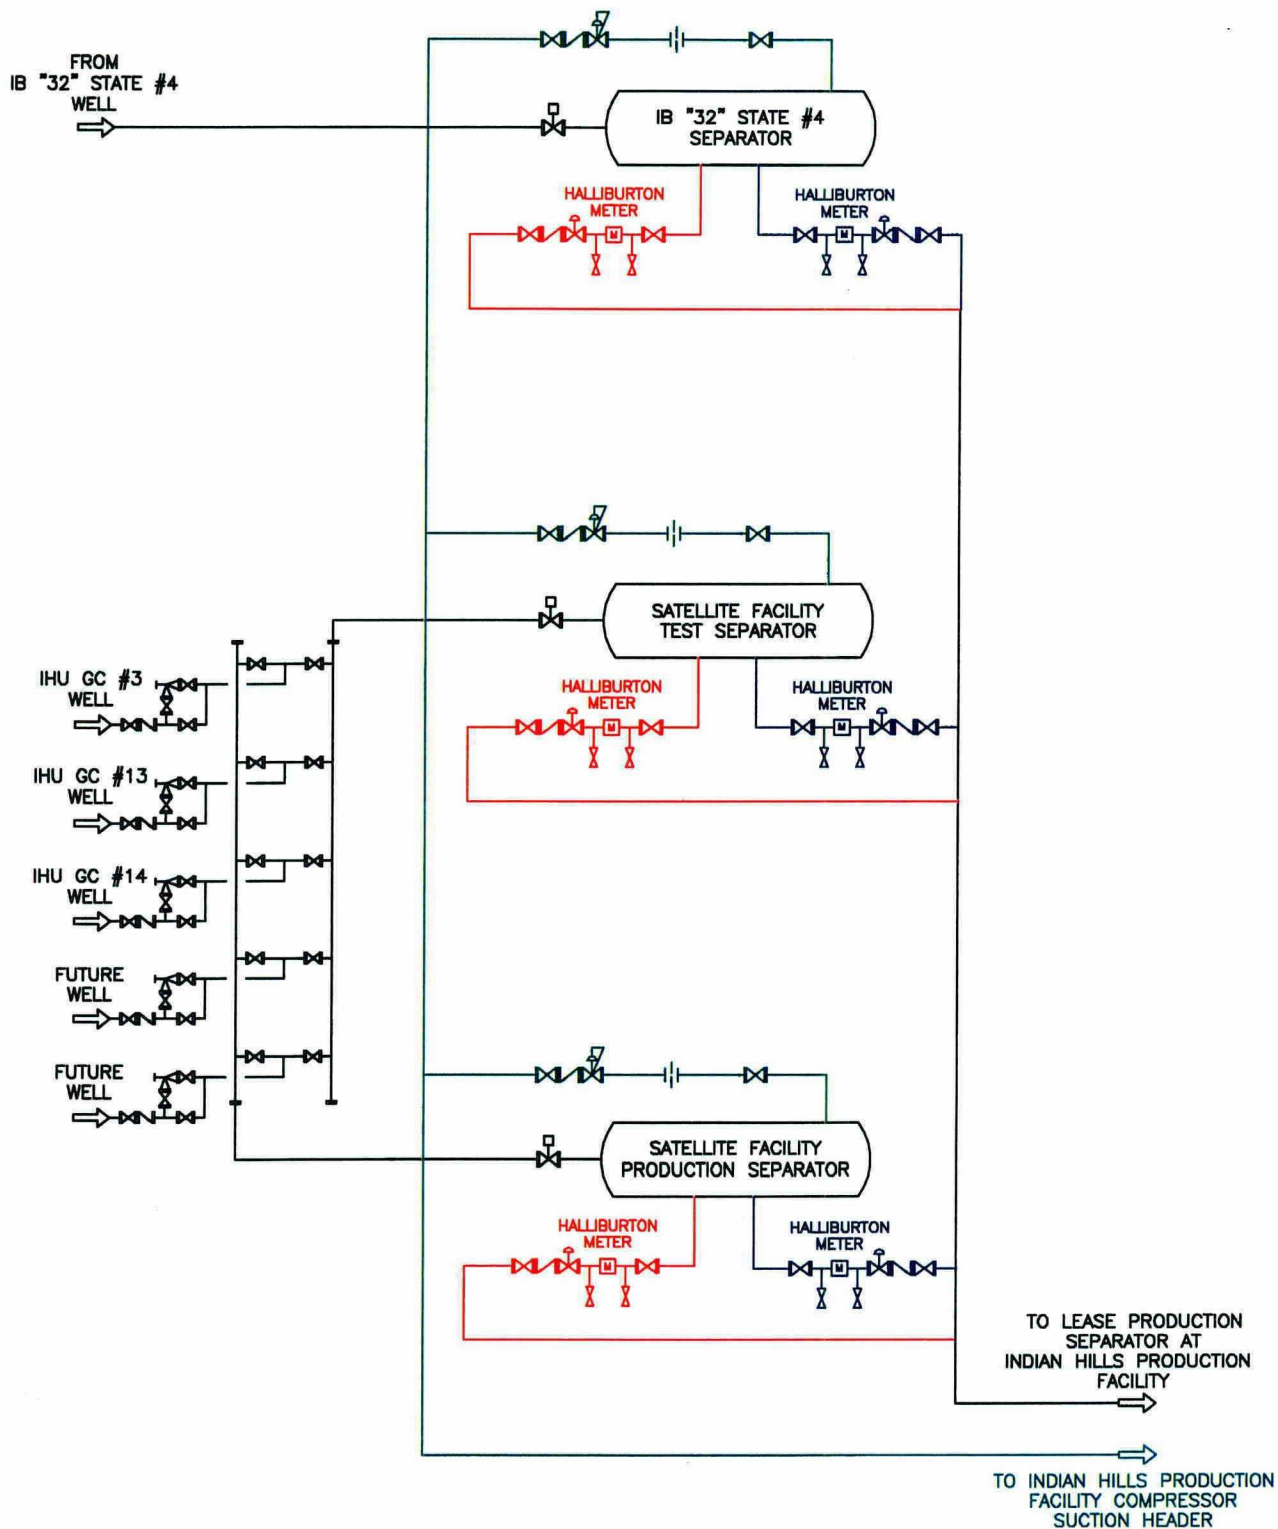 FROM
IB "32" STATE #4
WELL
IB "32" STATE #4
SEPARATOR
HALLIBURTON
METER
M
HALLIBURTON
METER
M
SATELLITE FACILITY
TEST SEPARATOR
HALLIBURTON
METER
M
HALLIBURTON
METER
M
IHU GC #3
WELL
IHU GC #13
WELL
IHU GC #14
WELL
FUTURE
WELL
FUTURE
WELL
SATELLITE FACILITY
PRODUCTION SEPARATOR
HALLIBURTON
METER
M
HALLIBURTON
METER
M
TO LEASE PRODUCTION
SEPARATOR AT
INDIAN HILLS PRODUCTION
FACILITY
TO INDIAN HILLS PRODUCTION
FACILITY COMPRESSOR
SUCTION HEADER